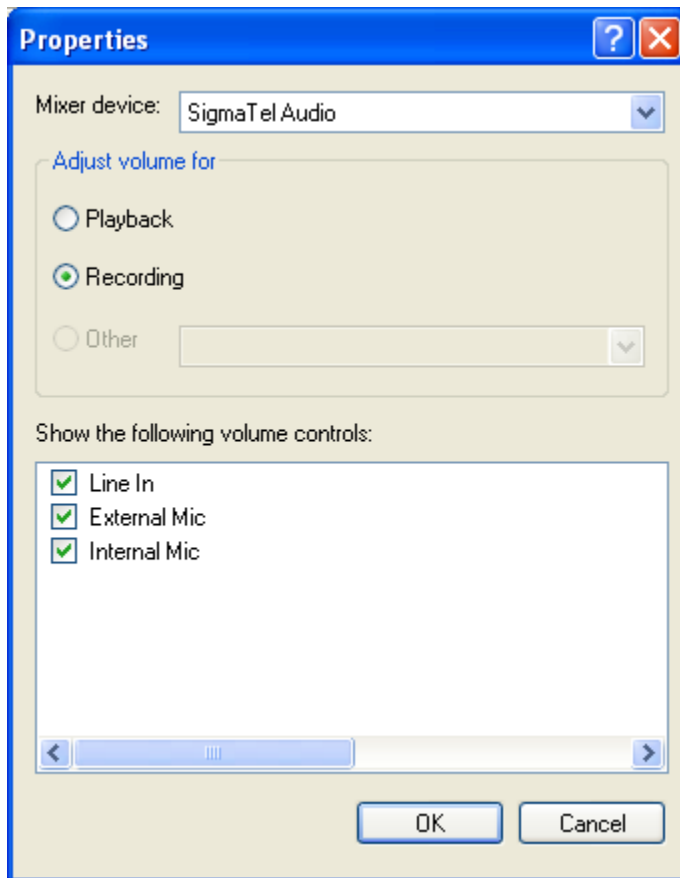 Properties
Mixer device: SigmaTel Audio
Adjust volume for
Playback
Recording
Other
Show the following volume controls:
Line In
External Mic
Internal Mic
OK Cancel